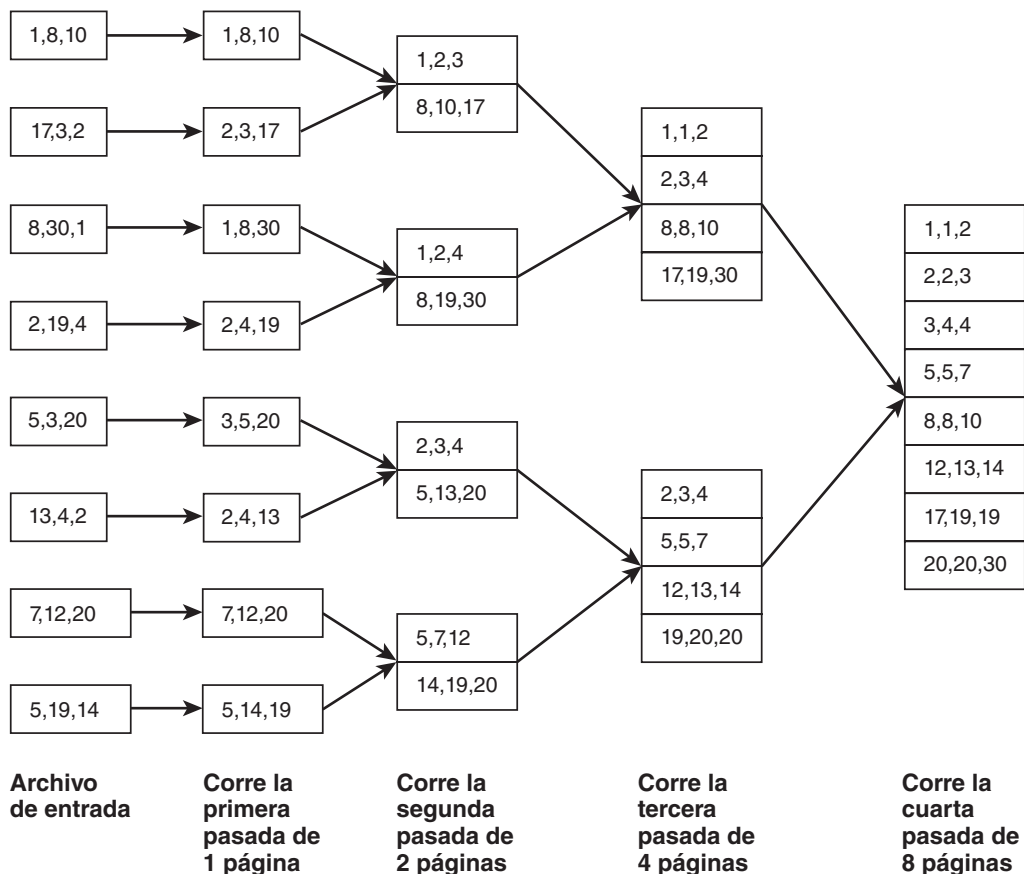 1,8,10
17,3,2
8,30,1
2,19,4
5,3,20
13,4,2
7,12,20
5,19,14
Archivo
de entrada
1,8,10
2,3,17
1,8,30
2,4,19
3,5,20
2,4,13
7,12,20
5,14,19
Corre la
primera
pasada de
1 página
1,2,3
8,10,17
1,2,4
8,19,30
2,3,4
5,13,20
5,7,12
14,19,20
Corre la
segunda
pasada de
2 páginas
1,1,2
2,3,4
8,8,10
17,19,30
2,3,4
5,5,7
12,13,14
19,20,20
Corre la
tercera
pasada de
4 páginas
1,1,2
2,2,3
3,4,4
5,5,7
8,8,10
12,13,14
17,19,19
20,20,30
Corre la
cuarta
pasada de
8 páginas